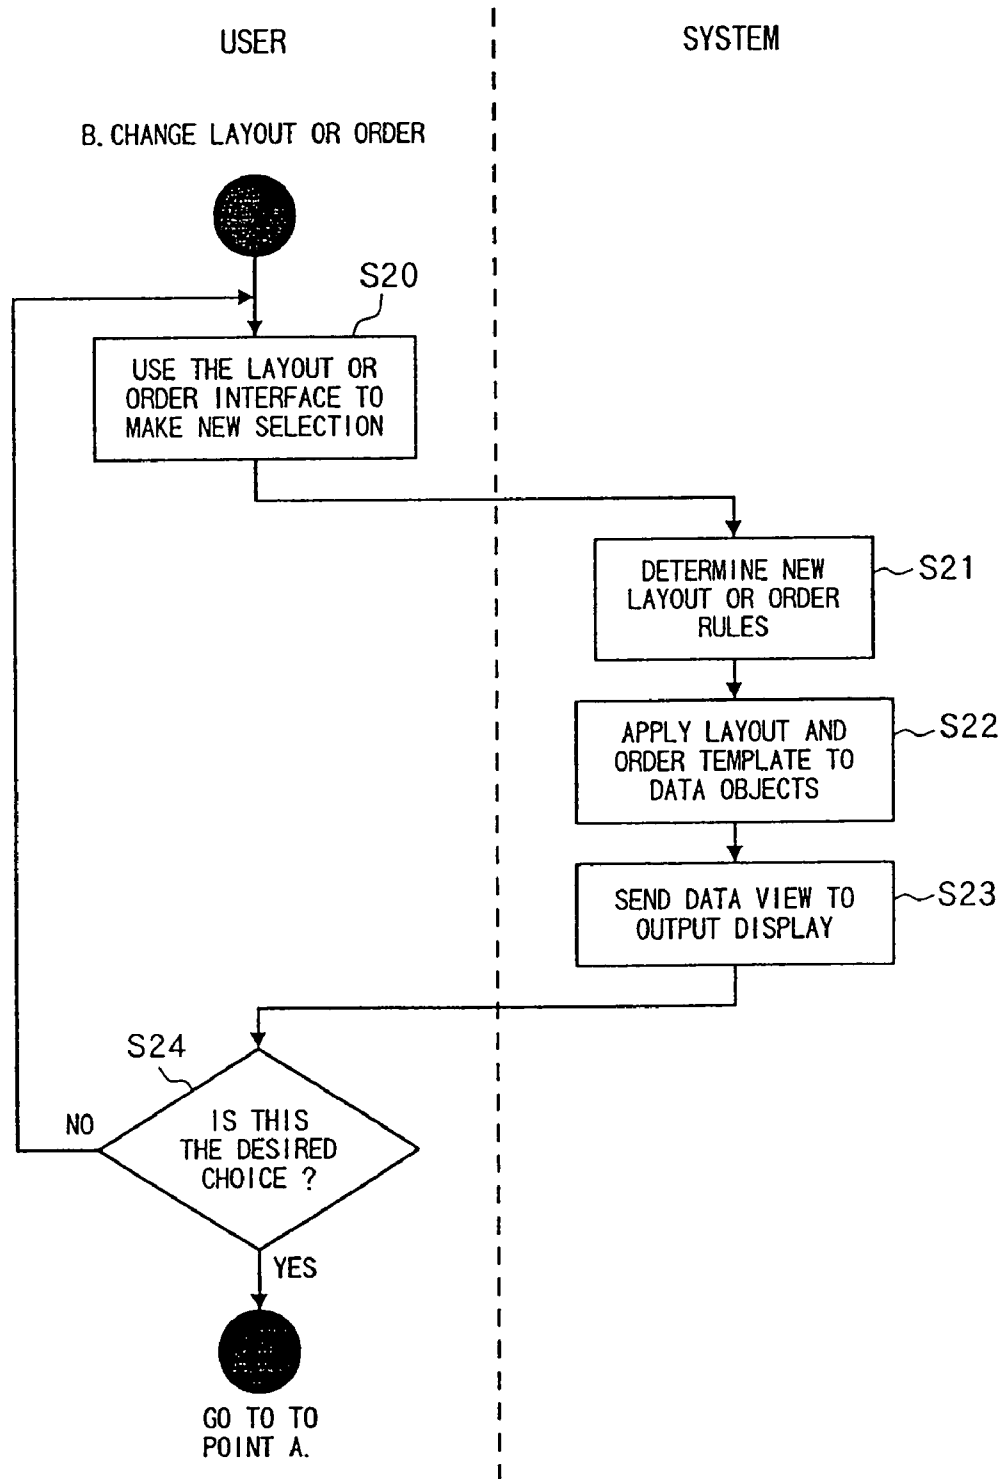 USER
SYSTEM
B. CHANGE LAYOUT OR ORDER
S20
USE THE LAYOUT OR
ORDER INTERFACE TO
MAKE NEW SELECTION
DETERMINE NEW
LAYOUT OR ORDER
RULES
S21
APPLY LAYOUT AND
ORDER TEMPLATE TO
DATA OBJECTS
S22
SEND DATA VIEW TO
OUTPUT DISPLAY
S23
S24
NO
IS THIS
THE DESIRED
CHOICE ?
YES
GO TO TO
POINT A.